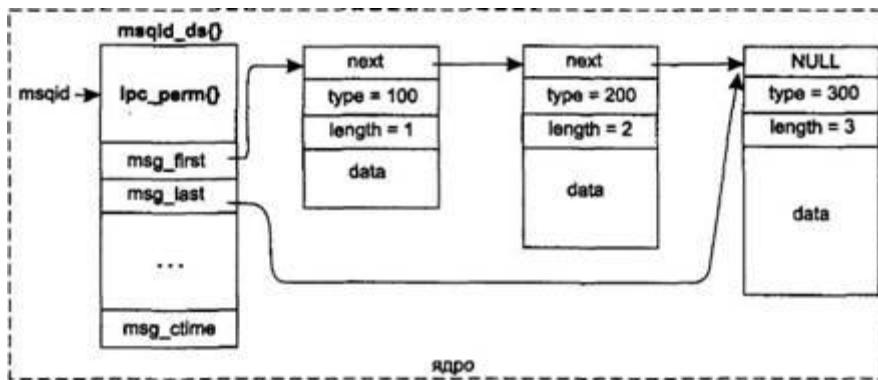 msqid_ds{}
msqid
ipc_perm{}
msg_first
msg_last
...
msg_ctime
next
type = 100
length = 1
data
next
type = 200
length = 2
data
NULL
type = 300
length = 3
data
ядро